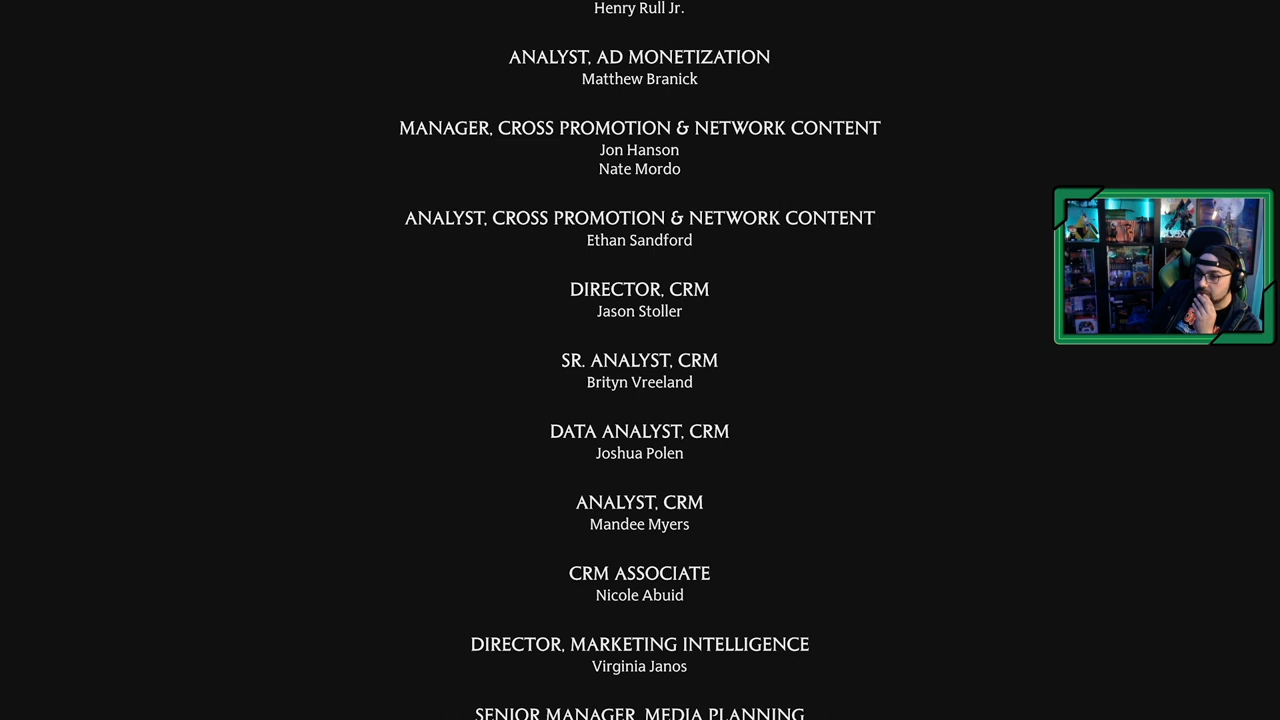 Henry Rull Jr.
ANALYST, AD MONETIZATION
Matthew Branick
MANAGER, CROSS PROMOTION & NETWORK CONTENT
Jon Hanson
Nate Mordo
ANALYST, CROSS PROMOTION & NETWORK CONTENT
Ethan Sandford
DIRECTOR, CRM
Jason Stoller
SR. ANALYST, CRM
Brityn Vreeland
DATA ANALYST, CRM
Joshua Polen
ANALYST, CRM
Mandee Myers
CRM ASSOCIATE
Nicole Abuid
DIRECTOR, MARKETING INTELLIGENCE
Virginia Janos
SENIOR MANAGER, MEDIA PLANNING